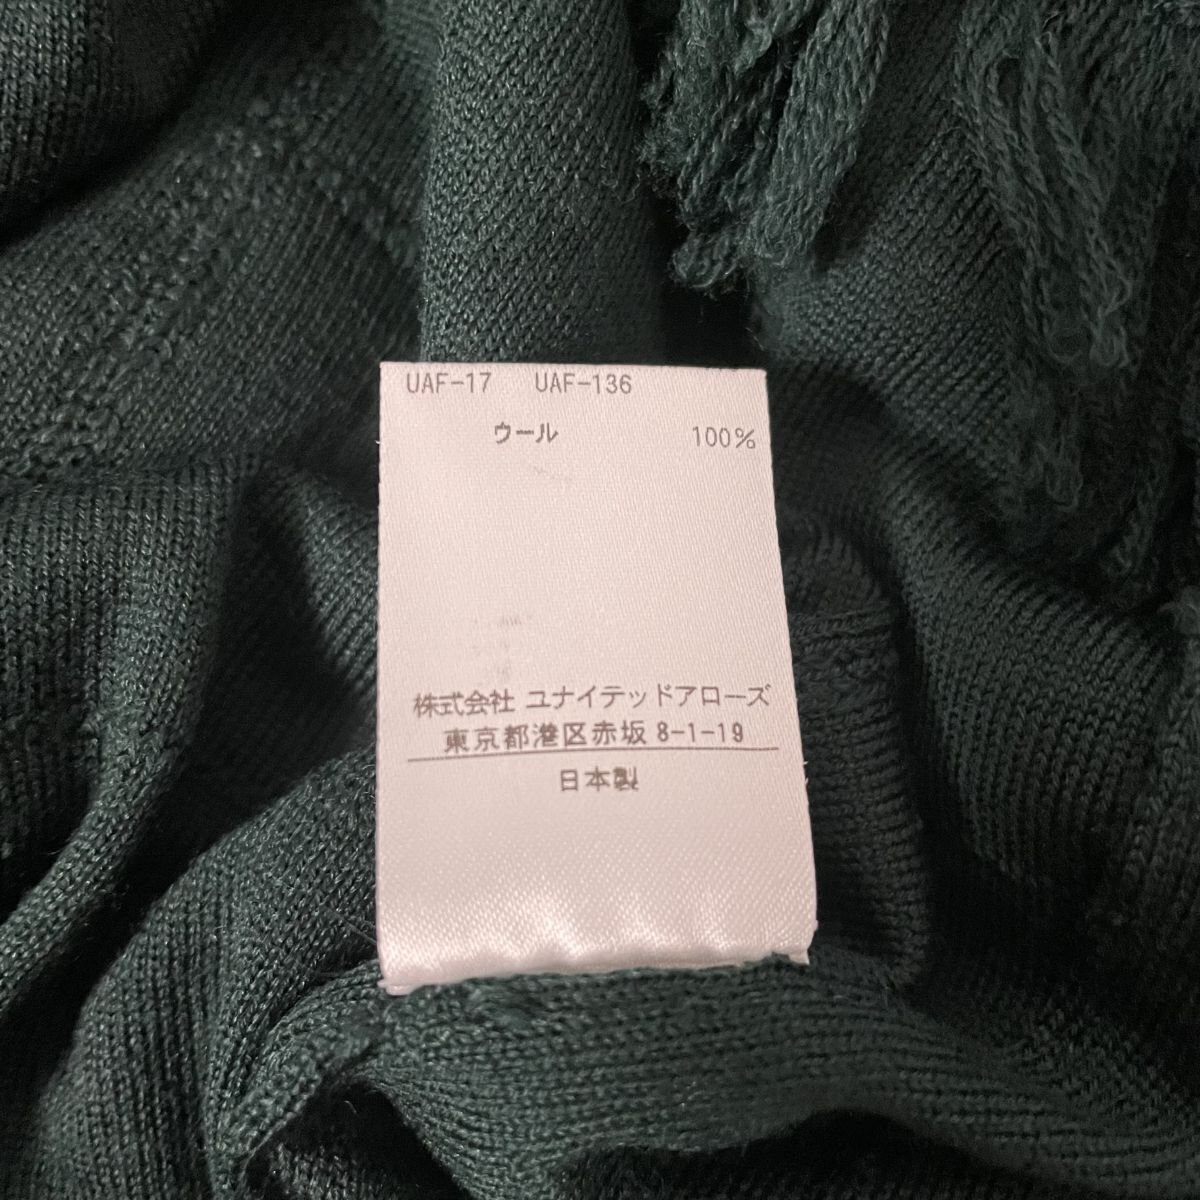 UAF-17 UAF-136
ウール 100%
株式会社 ユナイテッドアローズ
東京都港区赤坂 8-1-19
日本製